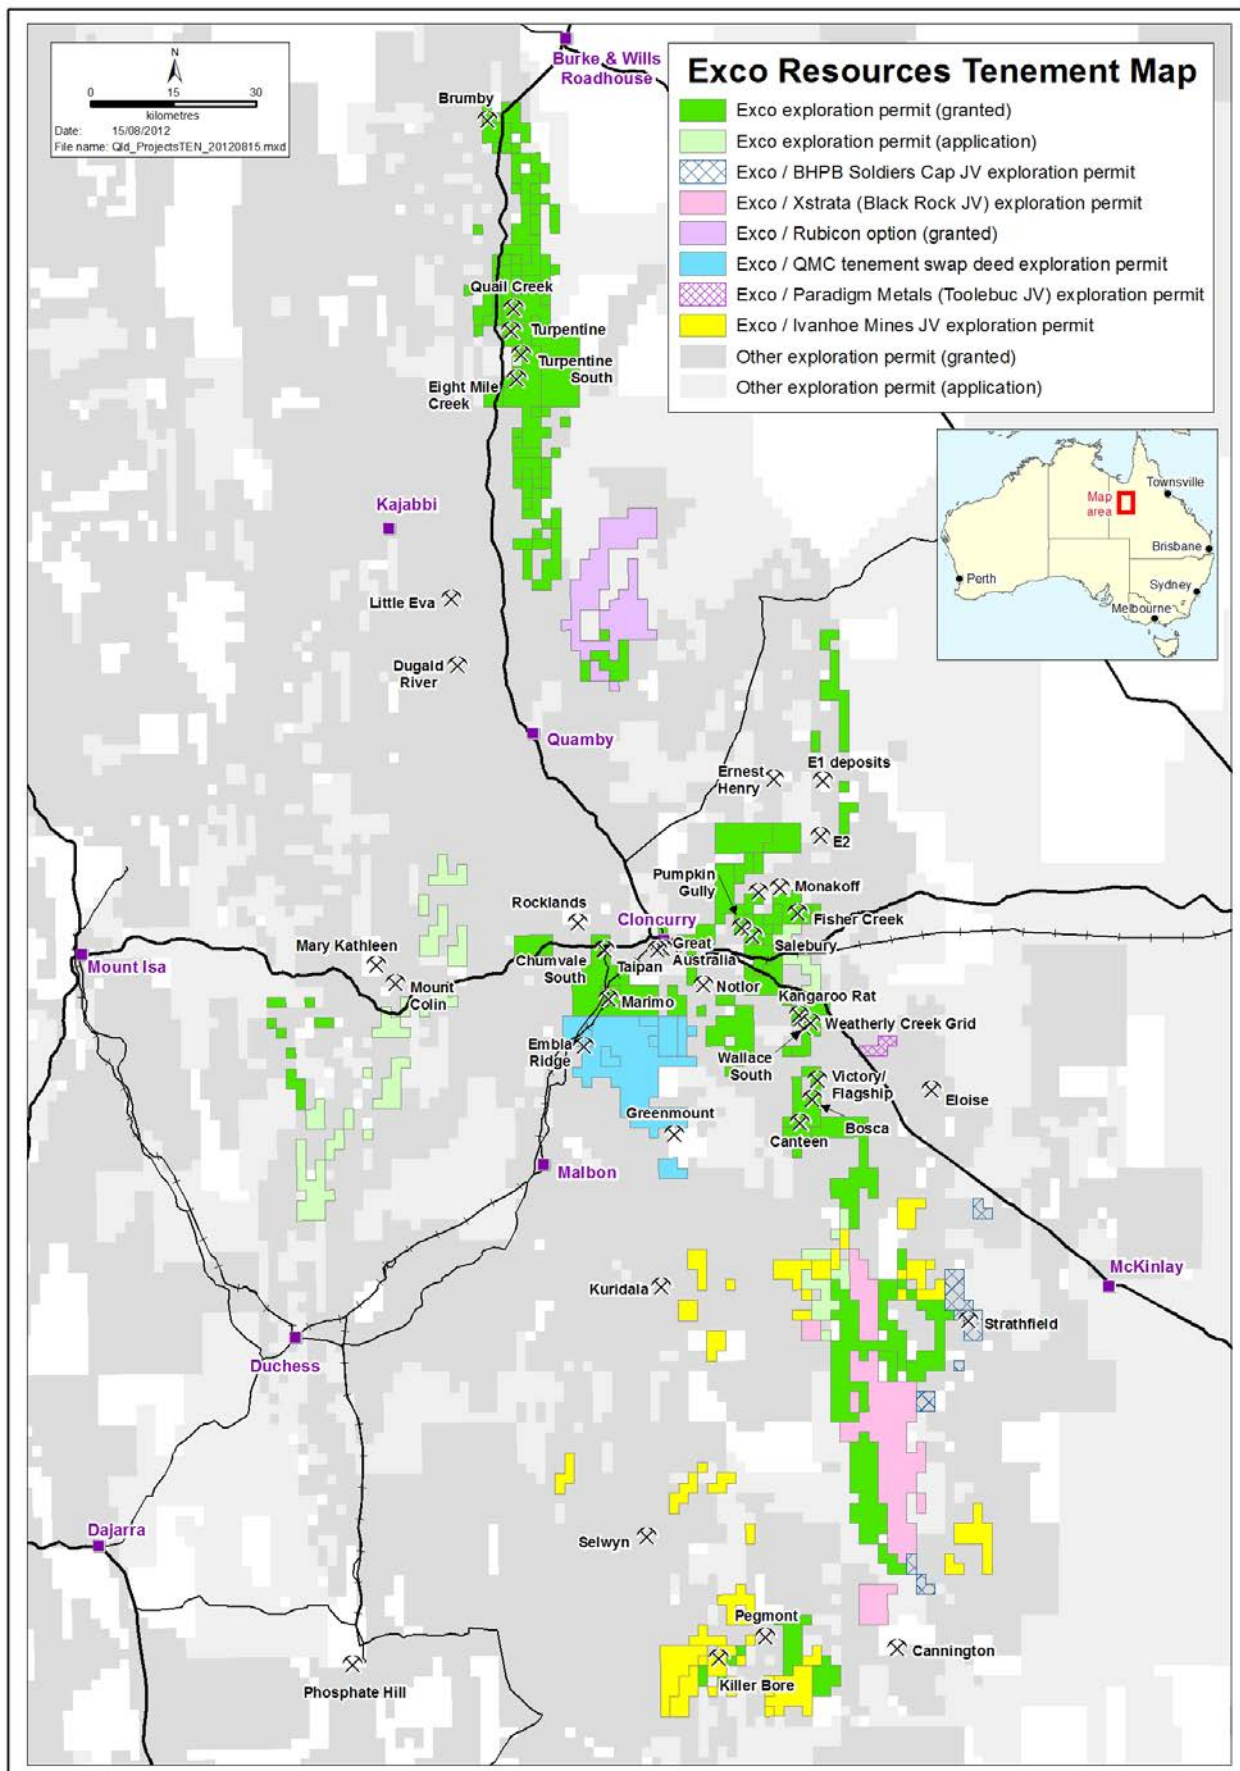 N
0 15 30
kilometres
Date: 15/08/2012
File name: Qld_ProjectsTEN_20120815.mxd
Burke & Wills
Roadhouse
Exco Resources Tenement Map
Exco exploration permit (granted)
Exco exploration permit (application)
Exco / BHPB Soldiers Cap JV exploration permit
Exco / Xstrata (Black Rock JV) exploration permit
Exco / Rubicon option (granted)
Exco / QMC tenement swap deed exploration permit
Exco / Paradigm Metals (Toolebuc JV) exploration permit
Exco / Ivanhoe Mines JV exploration permit
Other exploration permit (granted)
Other exploration permit (application)
Map
area
Townsville
Brisbane
Perth
Sydney
Melbourne
Brumby
Quail Creek
Turpentine
Turpentine
South
Eight Mile
Creek
Kajabbi
Little Eva
Dugald
River
Quamby
Ernest
Henry
E1 deposits
E2
Pumpkin
Gully
Monakoff
Fisher Creek
Rocklands
Cloncurry
Salebury
Mary Kathleen
Mount Isa
Mount
Colin
Chumvale
South
Taipan
Great
Australia
Marimo
Notlor
Kangaroo Rat
Weatherly Creek Grid
Embla
Ridge
Wallace
South
Victory/
Flagship
Eloise
Greenmount
Bosca
Canteen
Malbon
McKinlay
Kuridala
Strathfield
Duchess
Dajarra
Selwyn
Pegmont
Cannington
Killer Bore
Phosphate Hill